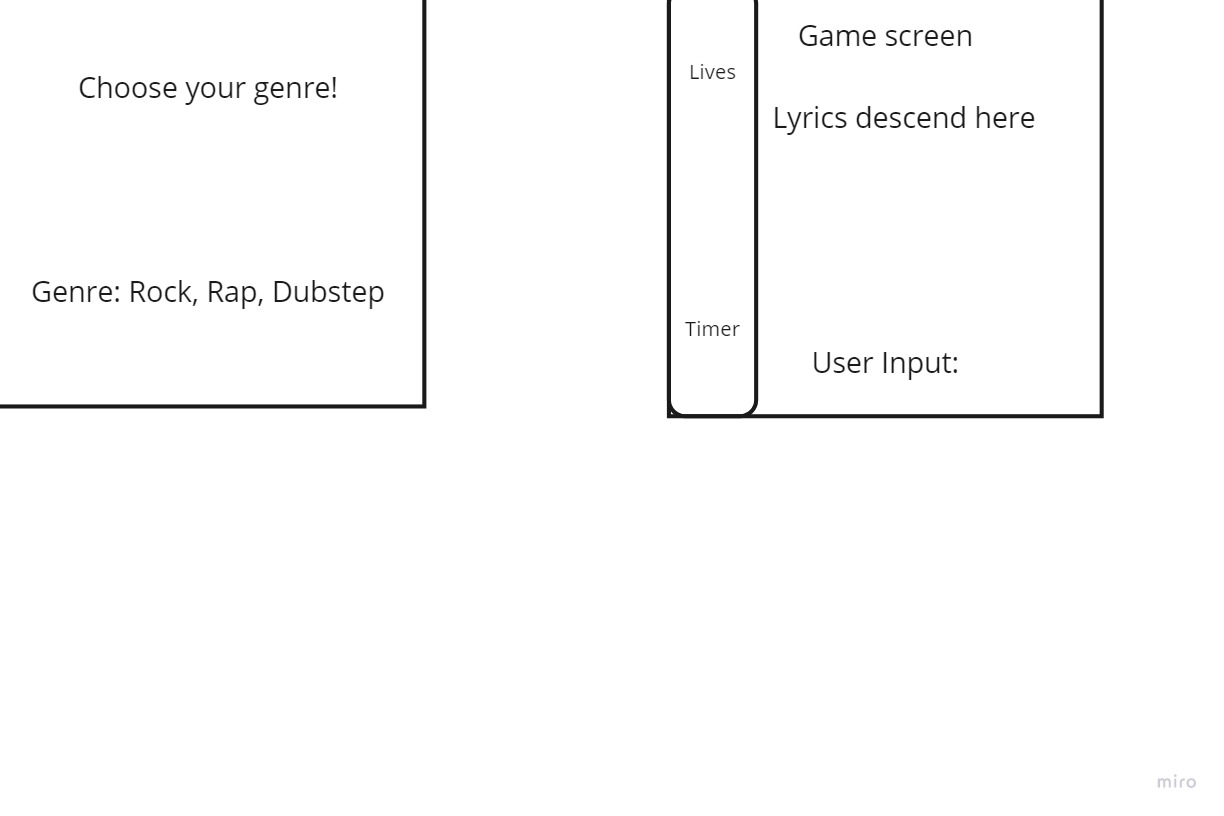 Choose your genre!
Genre: Rock, Rap, Dubstep
Game screen
Lives
Lyrics descend here
Timer
User Input:
miro